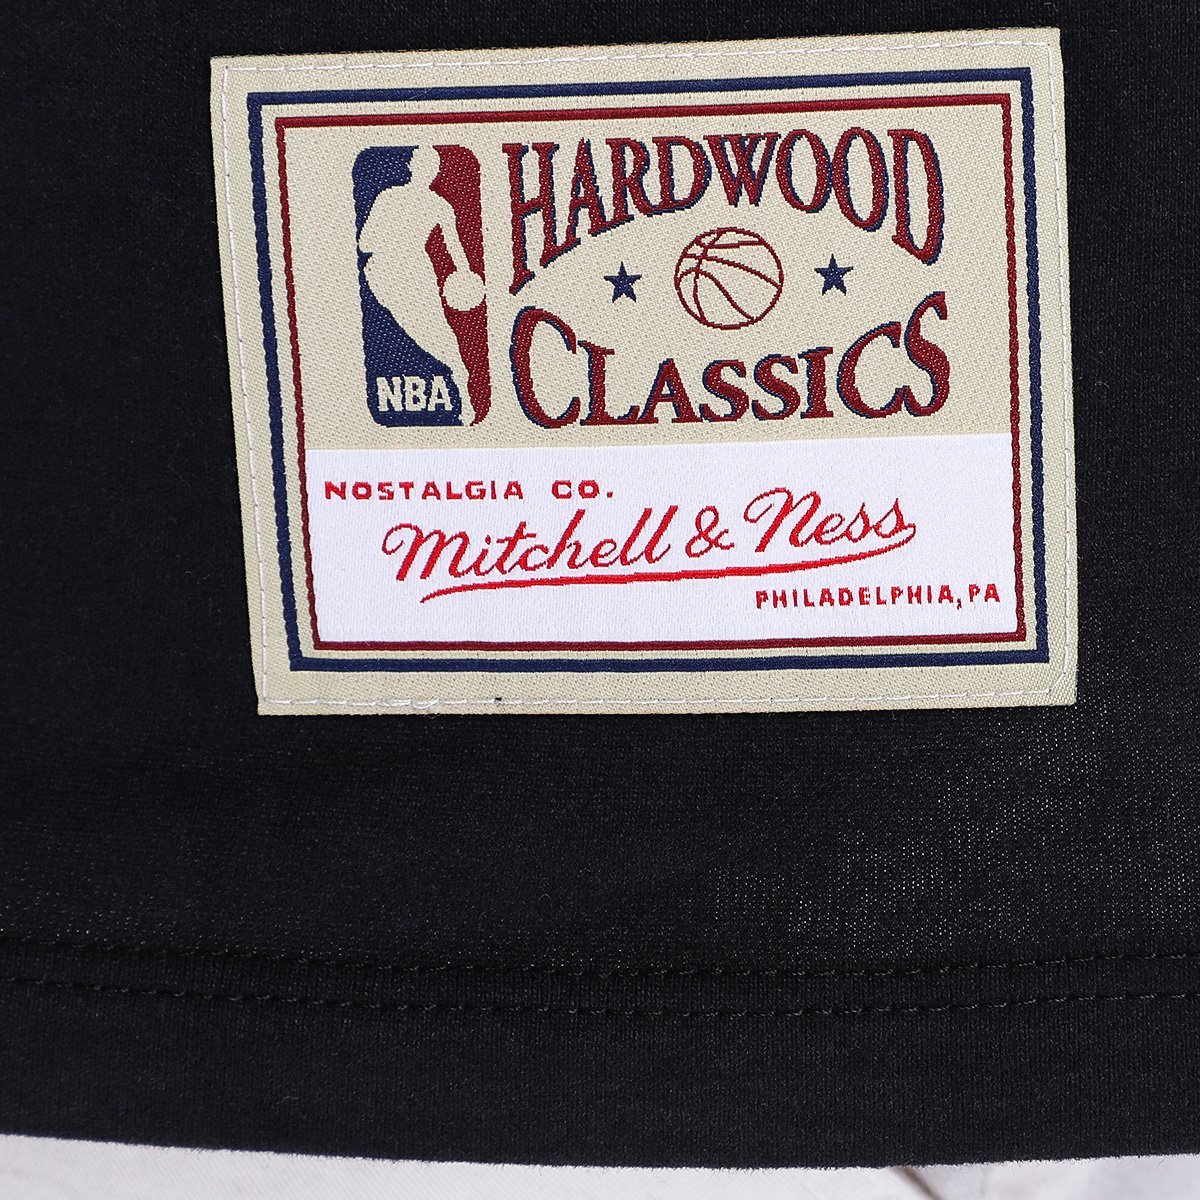 NBA
HARDWOOD
CLASSICS
NOSTALGIA CO.
Mitchell & Ness
PHILADELPHIA, PA